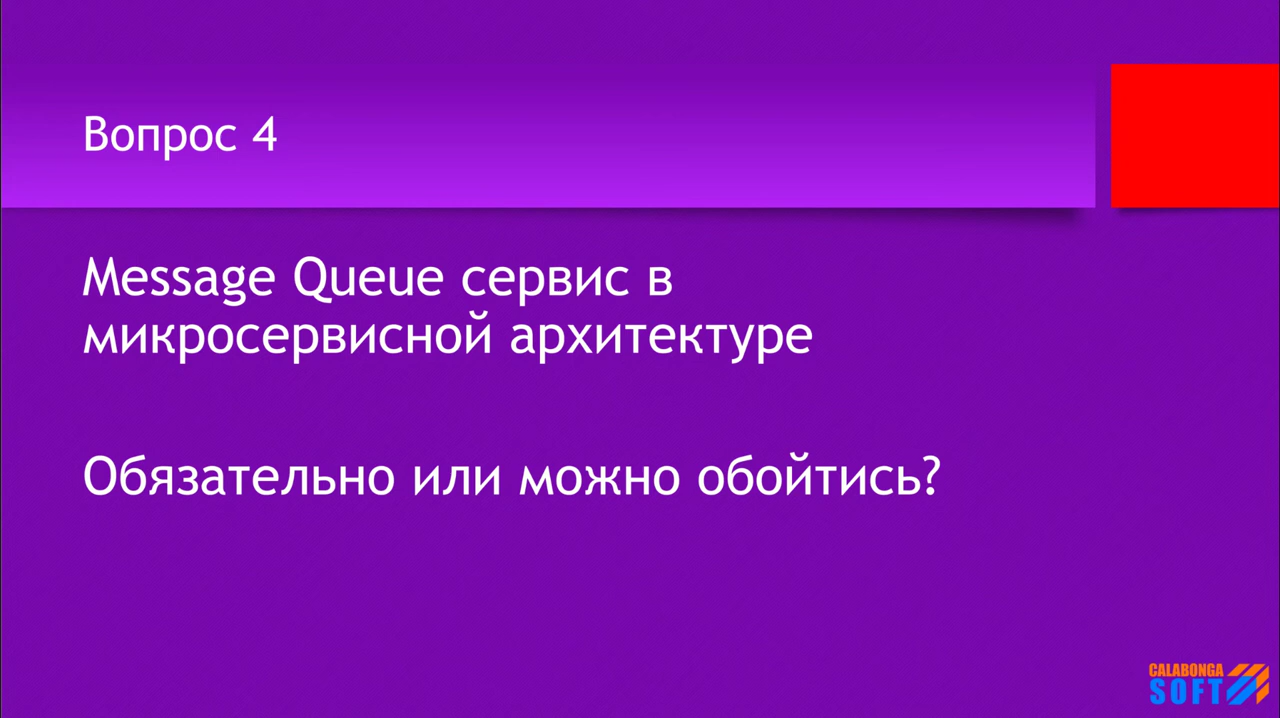 Вопрос 4
Message Queue сервис в
микросервисной архитектуре
Обязательно или можно обойтись?
CALABONGA
SOFT